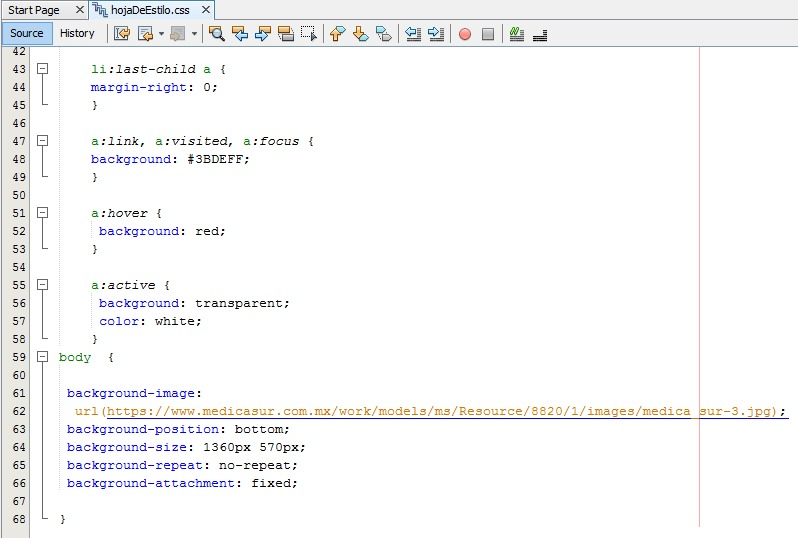 Start Page hojaDeEstilo.css
Source History
42
43 li:last-child a {
44 margin-right: 0;
45 }
46
47 a:link, a:visited, a:focus {
48 background: #3BDEFF;
49 }
50
51 a:hover {
52 background: red;
53 }
54
55 a:active {
56 background: transparent;
57 color: white;
58 }
59 body {
60
61 background-image:
62 url(https://www.medicasur.com.mx/work/models/ms/Resource/8820/1/images/medica_sur-3.jpg);
63 background-position: bottom;
64 background-size: 1360px 570px;
65 background-repeat: no-repeat;
66 background-attachment: fixed;
67
68 }